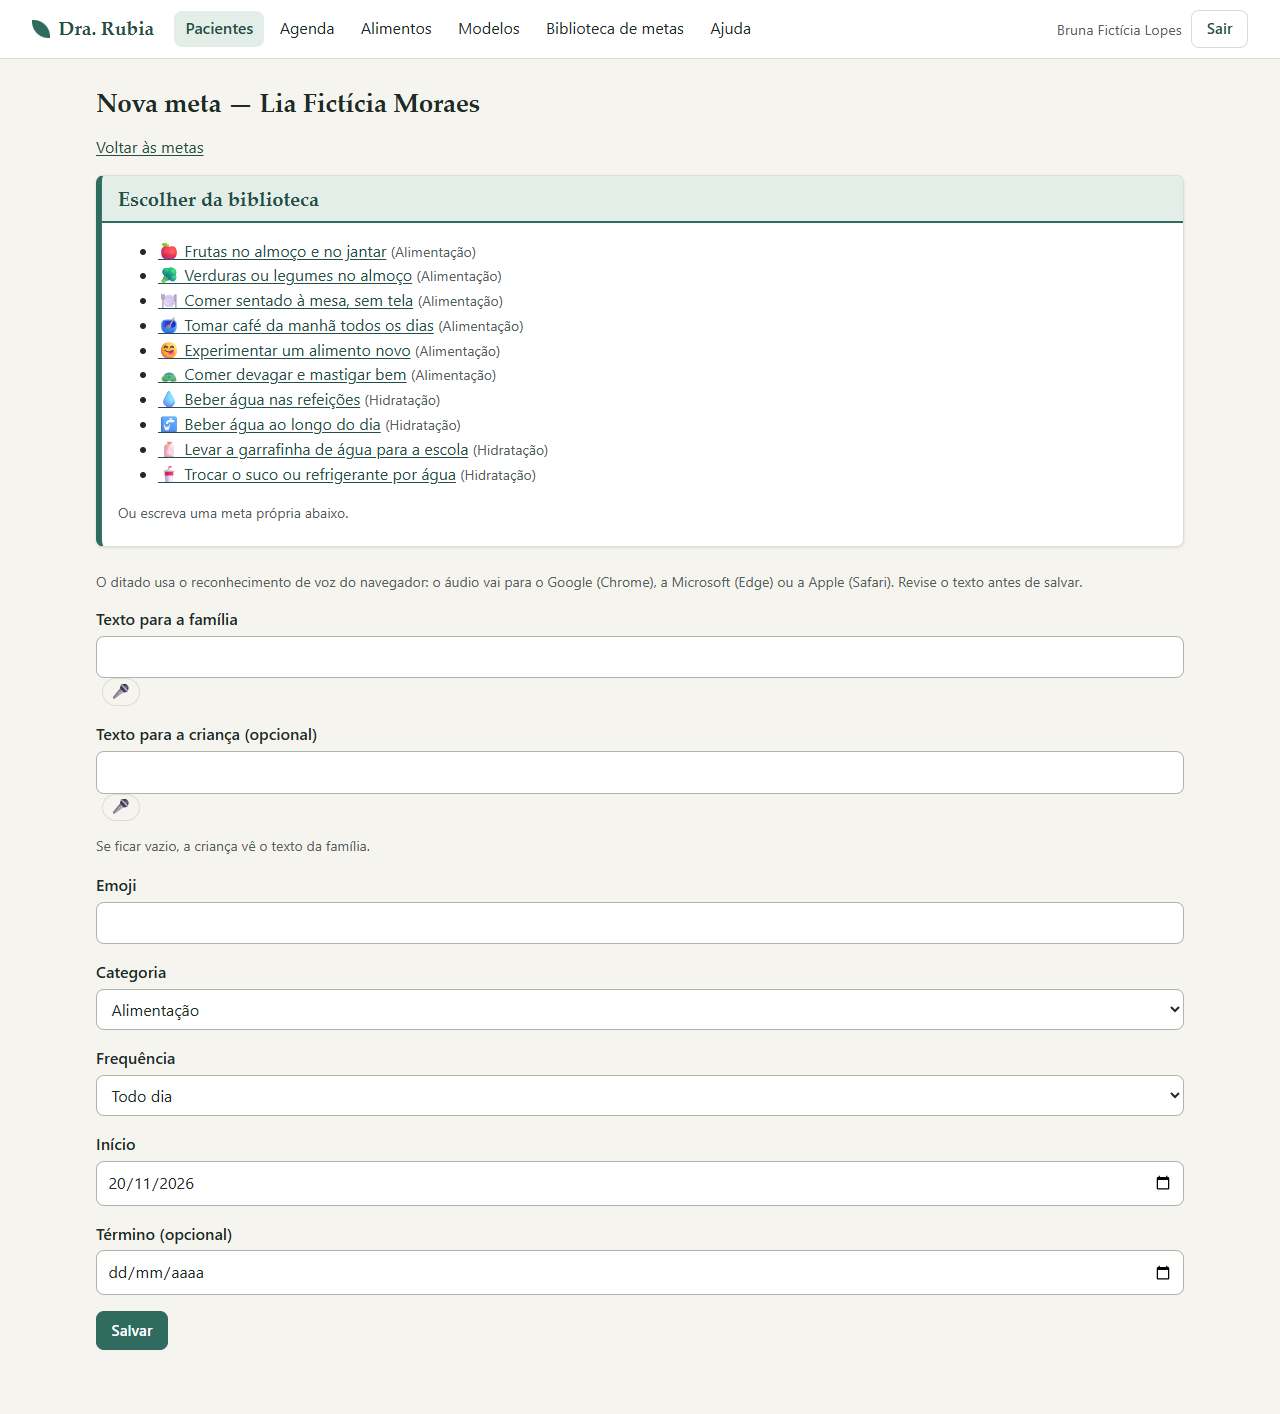 Dra. Rubia
Pacientes
Agenda
Alimentos
Modelos
Biblioteca de metas
Ajuda
Bruna Fictícia Lopes
Sair
Nova meta — Lia Fictícia Moraes
Voltar às metas
Escolher da biblioteca
🍎 Frutas no almoço e no jantar (Alimentação)
🥦 Verduras ou legumes no almoço (Alimentação)
🍽️ Comer sentado à mesa, sem tela (Alimentação)
🥣 Tomar café da manhã todos os dias (Alimentação)
😋 Experimentar um alimento novo (Alimentação)
🐢 Comer devagar e mastigar bem (Alimentação)
💧 Beber água nas refeições (Hidratação)
🚰 Beber água ao longo do dia (Hidratação)
🧴 Levar a garrafinha de água para a escola (Hidratação)
🥤 Trocar o suco ou refrigerante por água (Hidratação)
Ou escreva uma meta própria abaixo.
O ditado usa o reconhecimento de voz do navegador: o áudio vai para o Google (Chrome), a Microsoft (Edge) ou a Apple (Safari). Revise o texto antes de salvar.
Texto para a família
🎤
Texto para a criança (opcional)
🎤
Se ficar vazio, a criança vê o texto da família.
Emoji
Categoria
Alimentação
Frequência
Todo dia
Início
20/11/2026
Término (opcional)
dd/mm/aaaa
Salvar